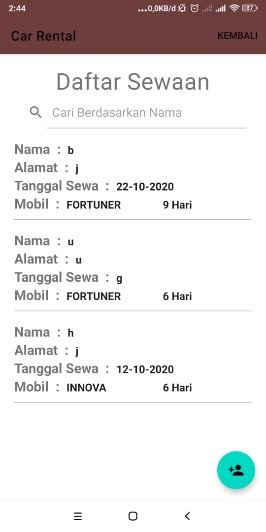 2:44
...0,0KB/d
37
Car Rental
KEMBALI
Daftar Sewaan
Cari Berdasarkan Nama
Nama : b
Alamat : j
Tanggal Sewa : 22-10-2020
Mobil : FORTUNER 9 Hari
Nama : u
Alamat : u
Tanggal Sewa : g
Mobil : FORTUNER 6 Hari
Nama : h
Alamat : j
Tanggal Sewa : 12-10-2020
Mobil : INNOVA 6 Hari